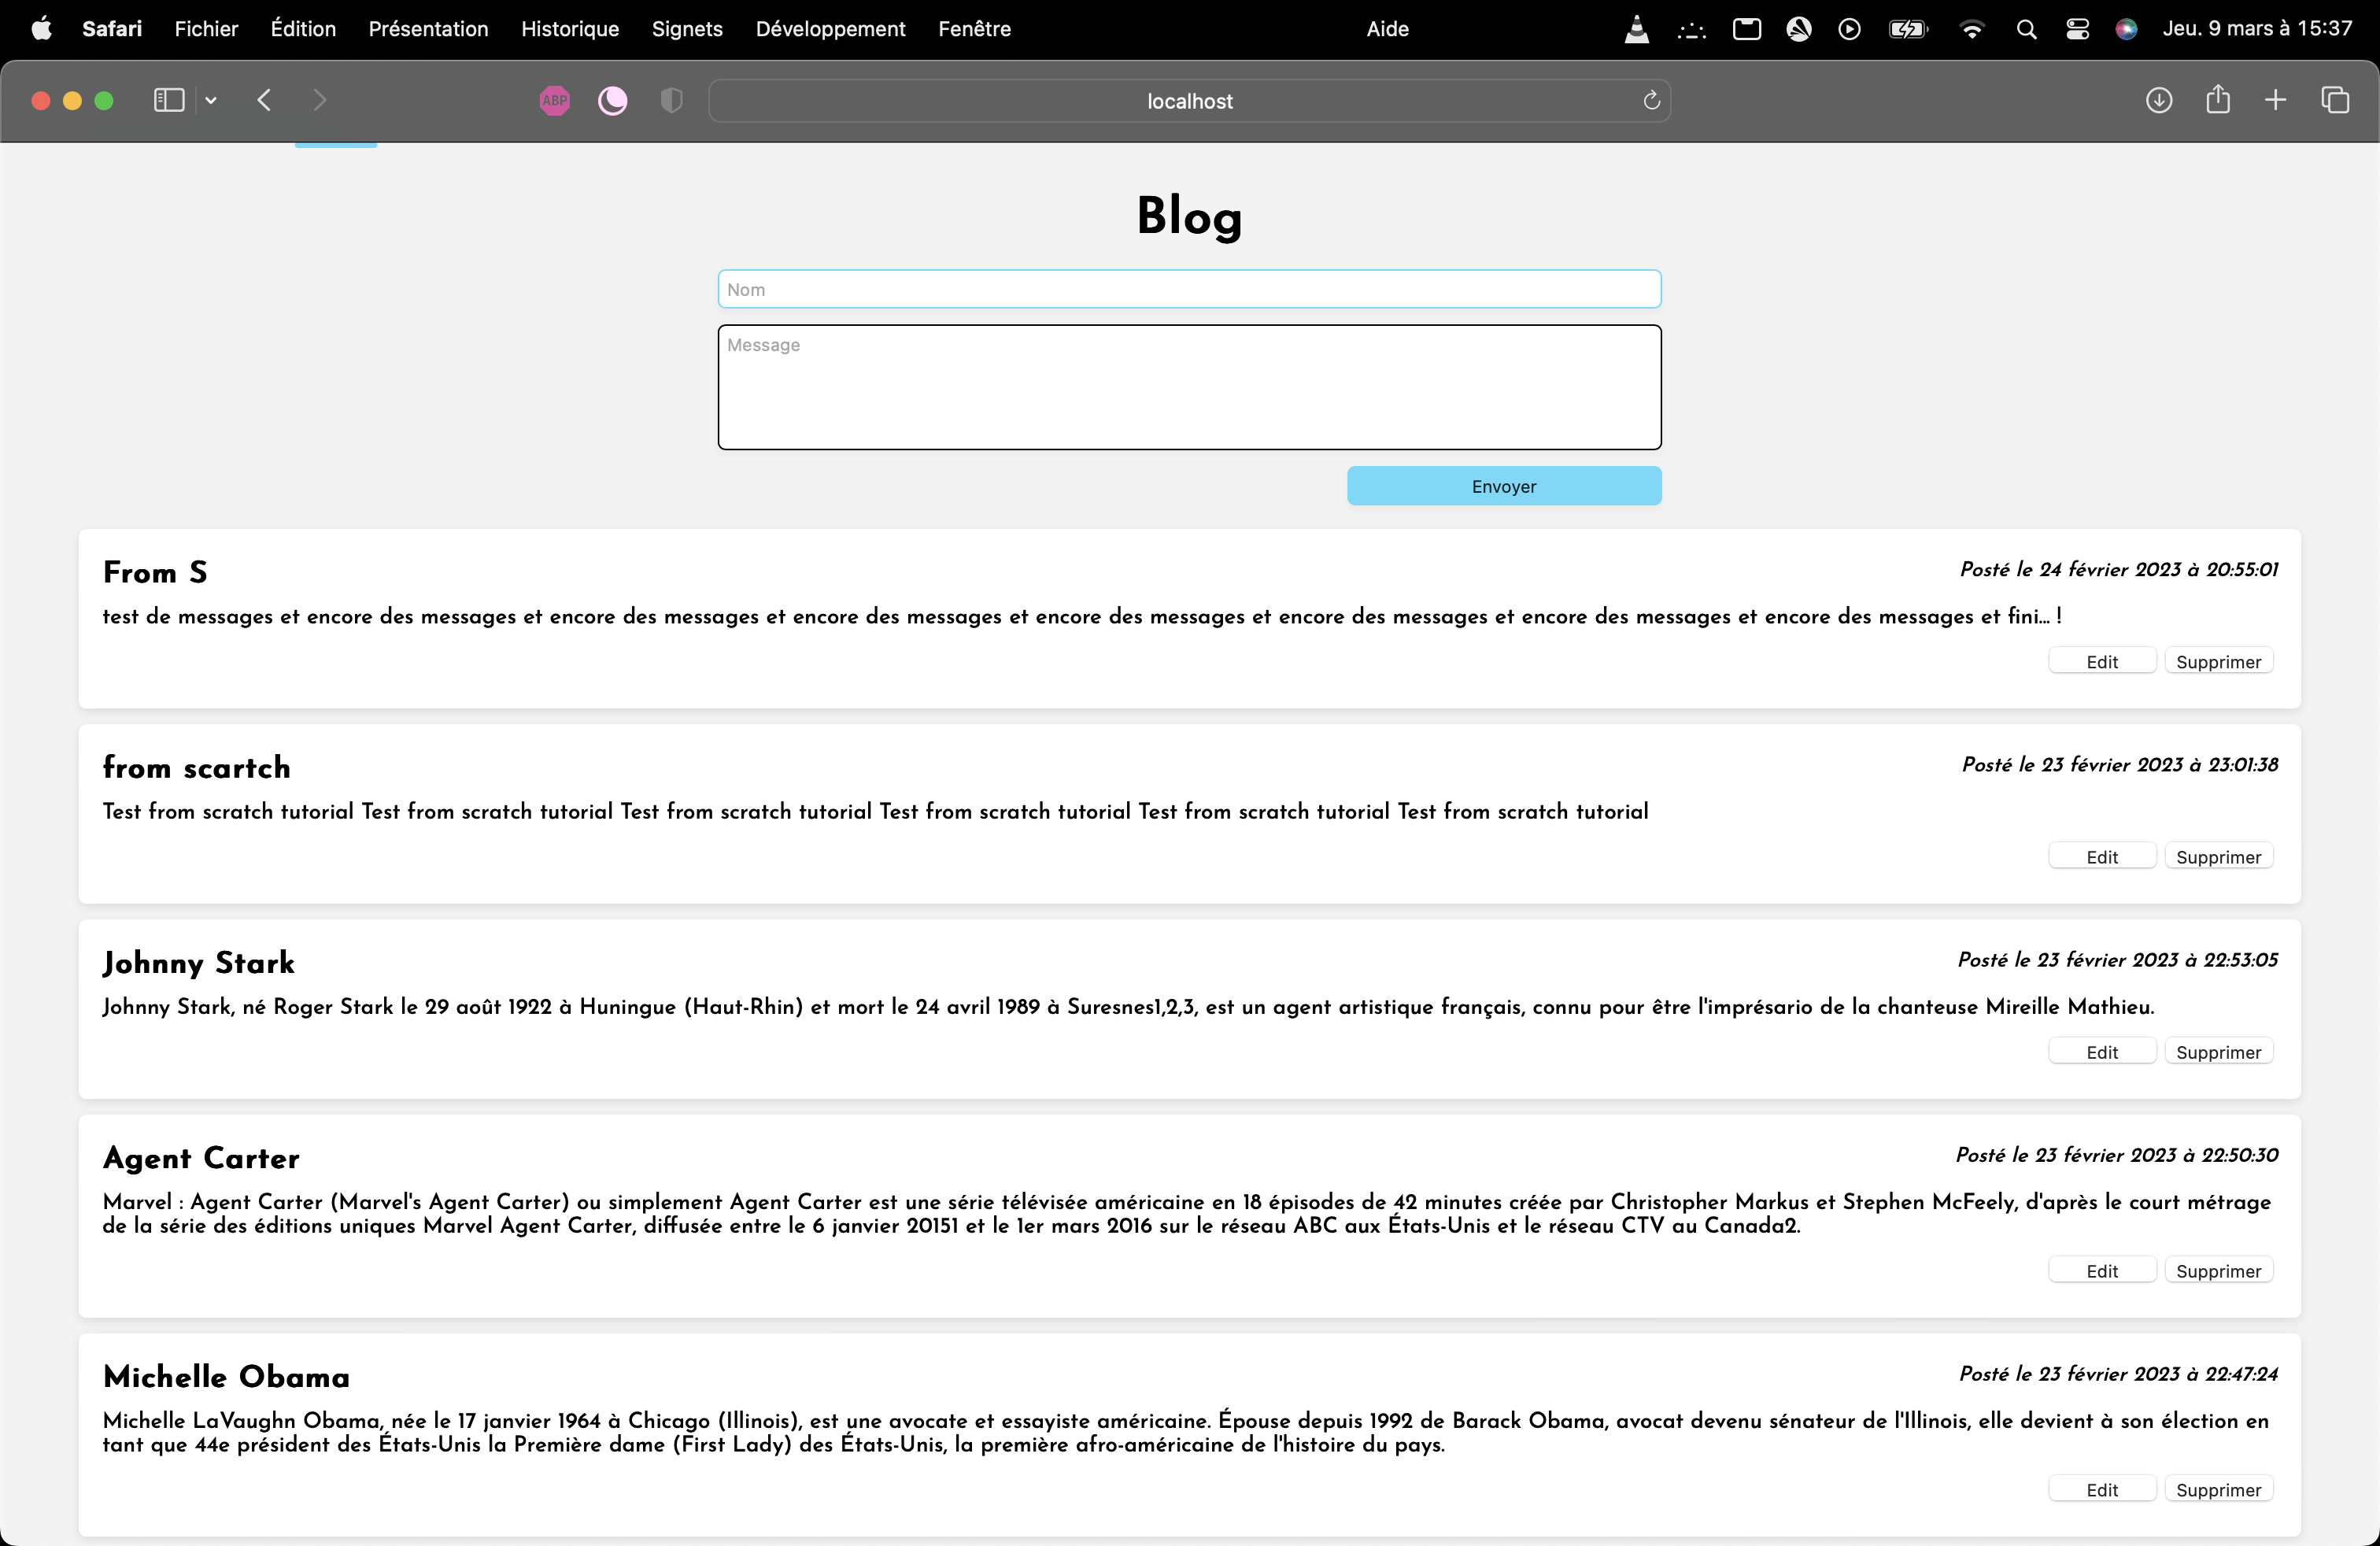 Safari Fichier Édition Présentation Historique Signets Développement Fenêtre Aide Jeu. 9 mars à 15:37
ABP localhost
Blog
Nom
Message
Envoyer
From S Posté le 24 février 2023 à 20:55:01
test de messages et encore des messages et encore des messages et encore des messages et encore des messages et encore des messages et encore des messages et encore des messages et fini... !
Edit Supprimer
from scartch Posté le 23 février 2023 à 23:01:38
Test from scratch tutorial Test from scratch tutorial Test from scratch tutorial Test from scratch tutorial Test from scratch tutorial Test from scratch tutorial
Edit Supprimer
Johnny Stark Posté le 23 février 2023 à 22:53:05
Johnny Stark, né Roger Stark le 29 août 1922 à Huningue (Haut-Rhin) et mort le 24 avril 1989 à Suresnes1,2,3, est un agent artistique français, connu pour être l'imprésario de la chanteuse Mireille Mathieu.
Edit Supprimer
Agent Carter Posté le 23 février 2023 à 22:50:30
Marvel : Agent Carter (Marvel's Agent Carter) ou simplement Agent Carter est une série télévisée américaine en 18 épisodes de 42 minutes créée par Christopher Markus et Stephen McFeely, d'après le court métrage
de la série des éditions uniques Marvel Agent Carter, diffusée entre le 6 janvier 20151 et le 1er mars 2016 sur le réseau ABC aux États-Unis et le réseau CTV au Canada2.
Edit Supprimer
Michelle Obama Posté le 23 février 2023 à 22:47:24
Michelle LaVaughn Obama, née le 17 janvier 1964 à Chicago (Illinois), est une avocate et essayiste américaine. Épouse depuis 1992 de Barack Obama, avocat devenu sénateur de l'Illinois, elle devient à son élection en
tant que 44e président des États-Unis la Première dame (First Lady) des États-Unis, la première afro-américaine de l'histoire du pays.
Edit Supprimer